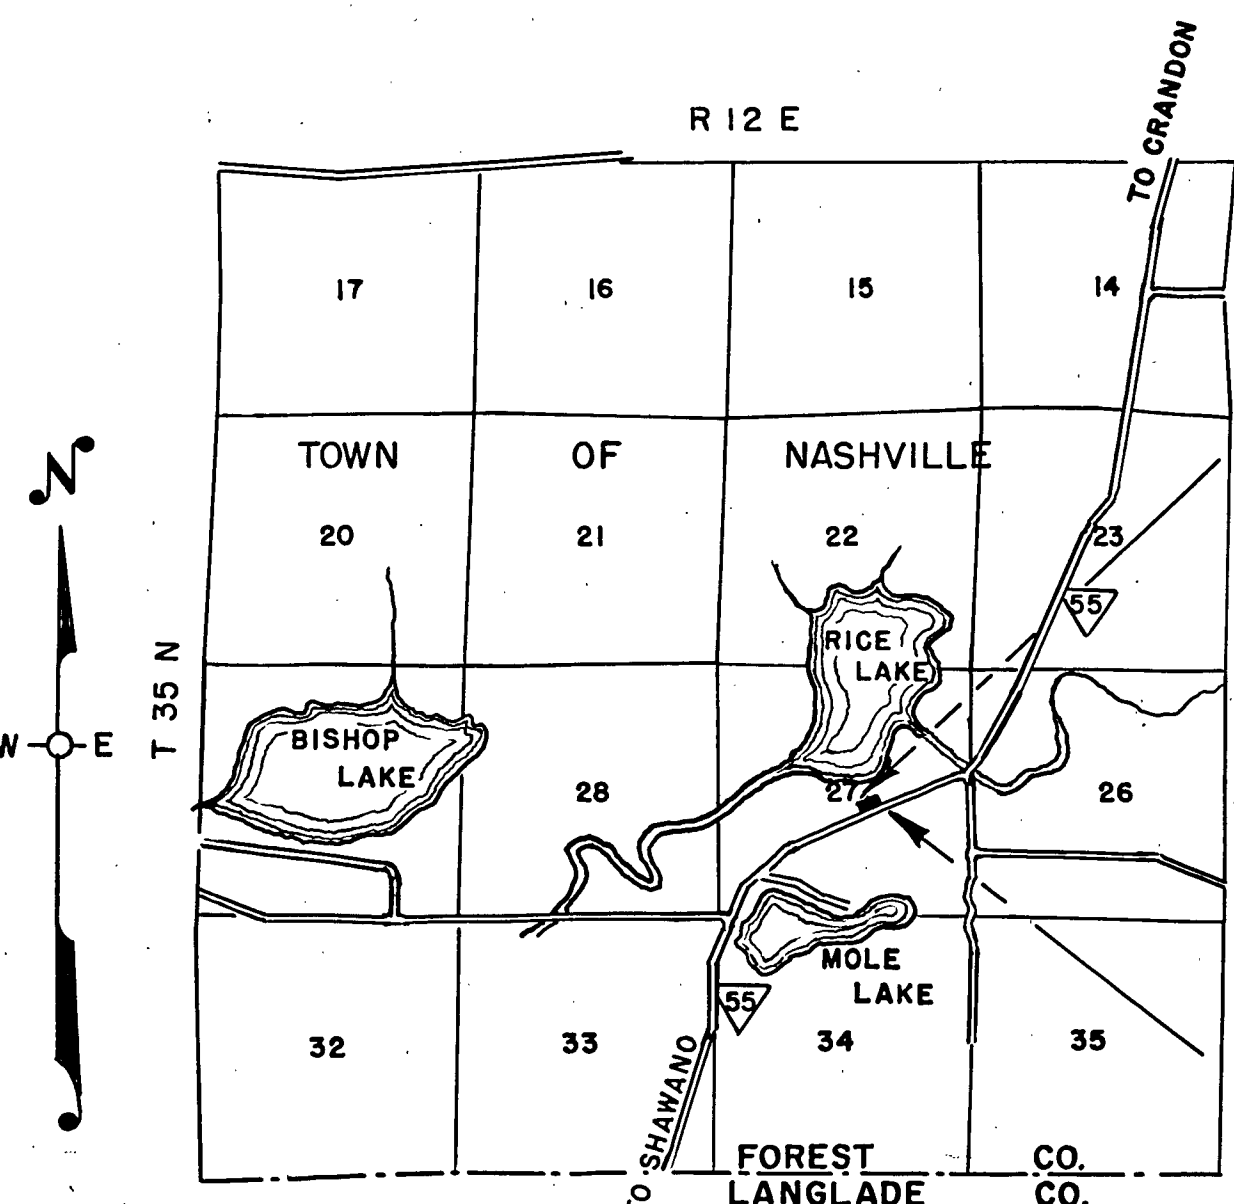 R 12 E
TO CRANDON
17 16 15 14
TOWN OF NASHVILLE
N
20 21 22 23
55
RICE
LAKE
T 35 N
W E
BISHOP
LAKE
28 27 26
MOLE
LAKE
55
32 33 34 35
TO SHAWANO
FOREST CO.
LANGLADE CO.